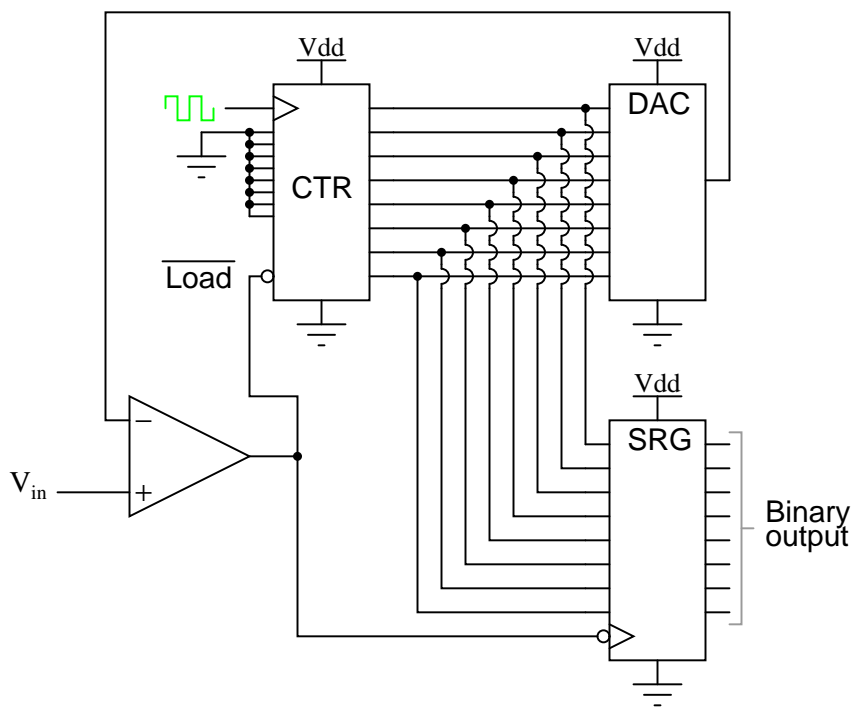 Vdd
Vdd
DAC
CTR
Load
Vdd
−
SRG
Vin
+
Binary
output